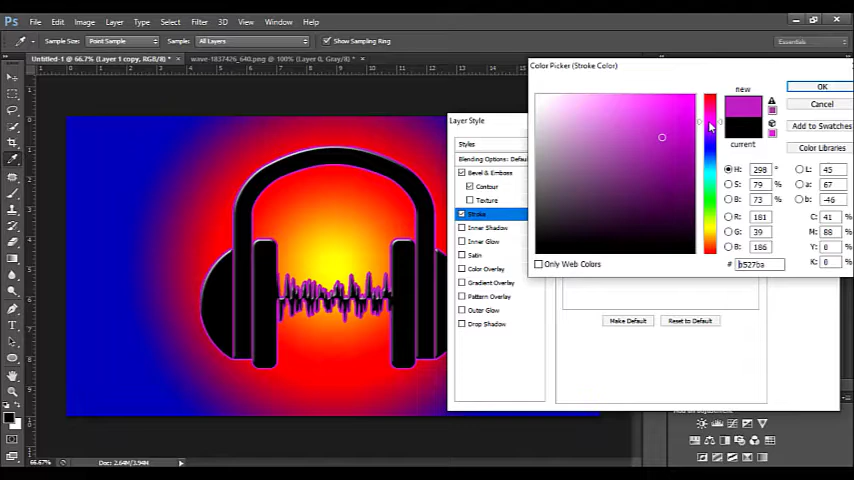 Ps File Edit Image Layer Type Select Filter 3D View Window Help
Sample Size: Point Sample Sample: All Layers Show Sampling Ring Essentials
Untitled-1 @ 66.7% (Layer 1 copy, RGB/8) * × wave-1837426_640.png @ 100% (Layer 0, Gray/8) * ×
Color Picker (Stroke Color)
new
current
OK
Cancel
Add to Swatches
Color Libraries
H: 298 °
S: 79 %
B: 73 %
R: 181
G: 39
B: 186
L: 45
a: 67
b: -46
C: 41 %
M: 88 %
Y: 0 %
K: 0 %
Only Web Colors
# b527ba
Layer Style
Styles
Blending Options: Defau
Bevel & Emboss
Contour
Texture
Stroke
Inner Shadow
Inner Glow
Satin
Color Overlay
Gradient Overlay
Pattern Overlay
Outer Glow
Drop Shadow
Make Default Reset to Default
66.67% Doc: 2.64M/3.94M